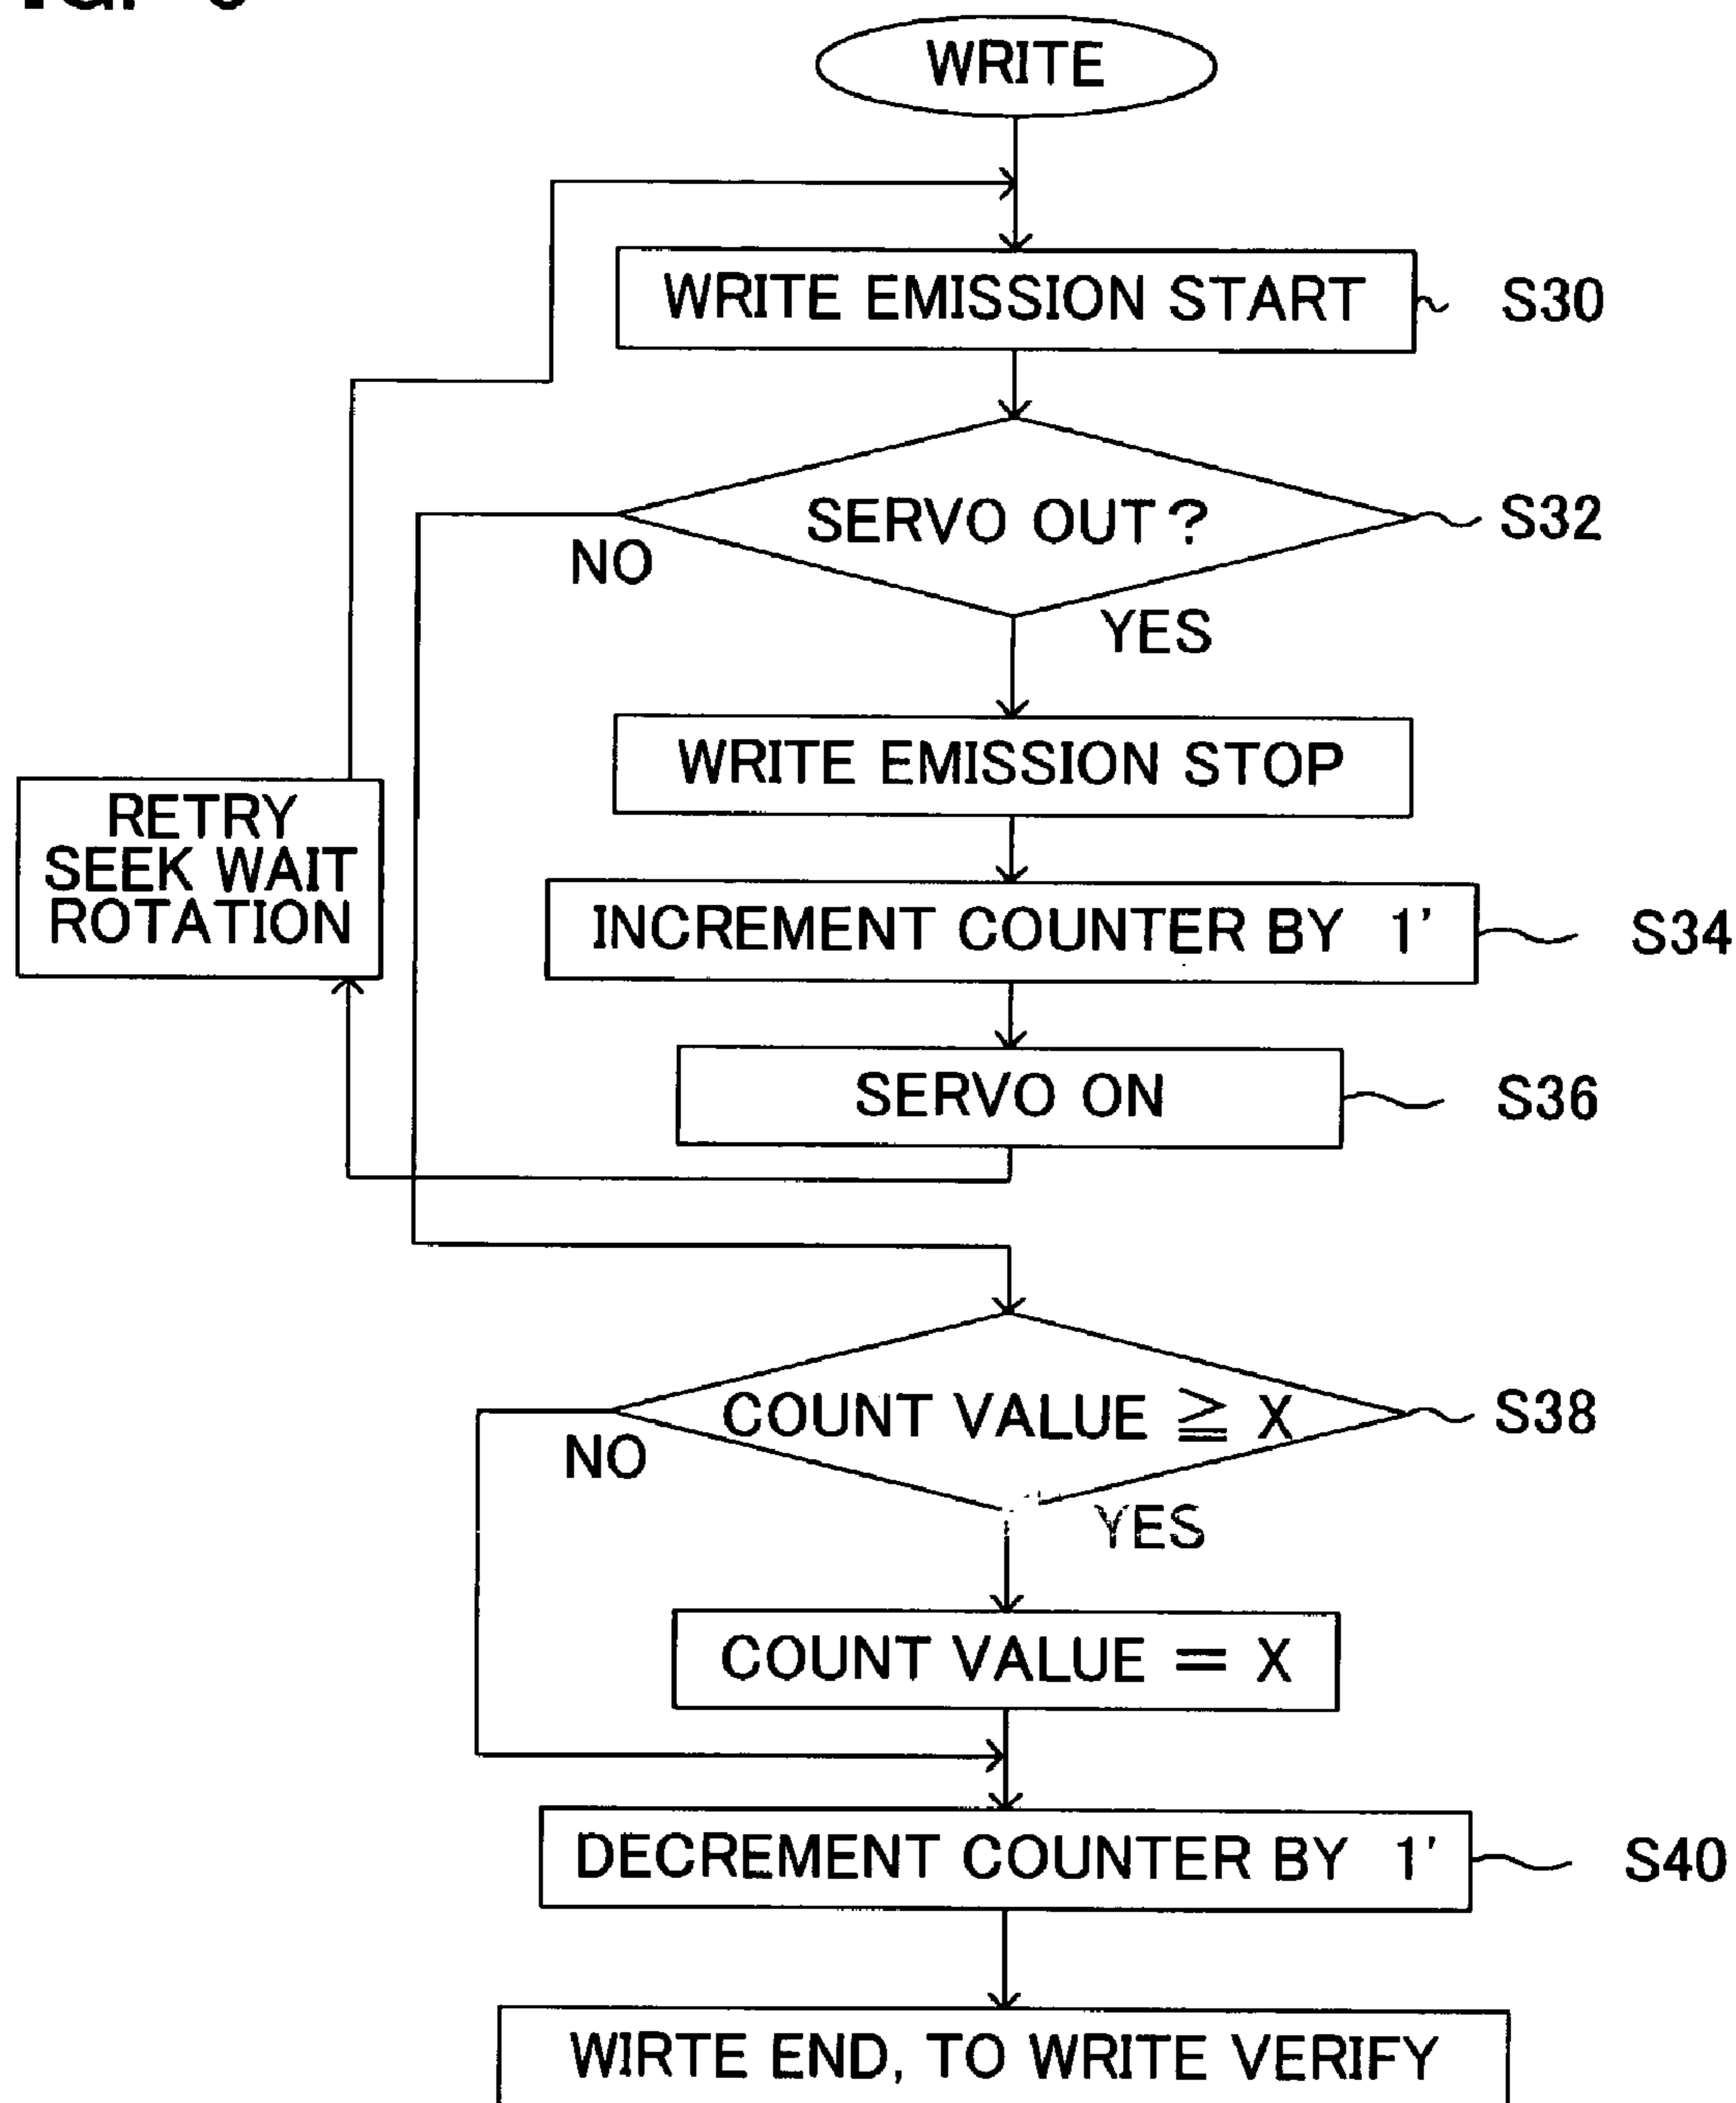 WRITE
WRITE EMISSION START
S30
SERVO OUT?
S32
NO
YES
WRITE EMISSION STOP
RETRY
SEEK WAIT
ROTATION
INCREMENT COUNTER BY 1'
S34
SERVO ON
S36
COUNT VALUE ≧ X
S38
NO
YES
COUNT VALUE = X
DECREMENT COUNTER BY 1'
S40
WIRTE END, TO WRITE VERIFY